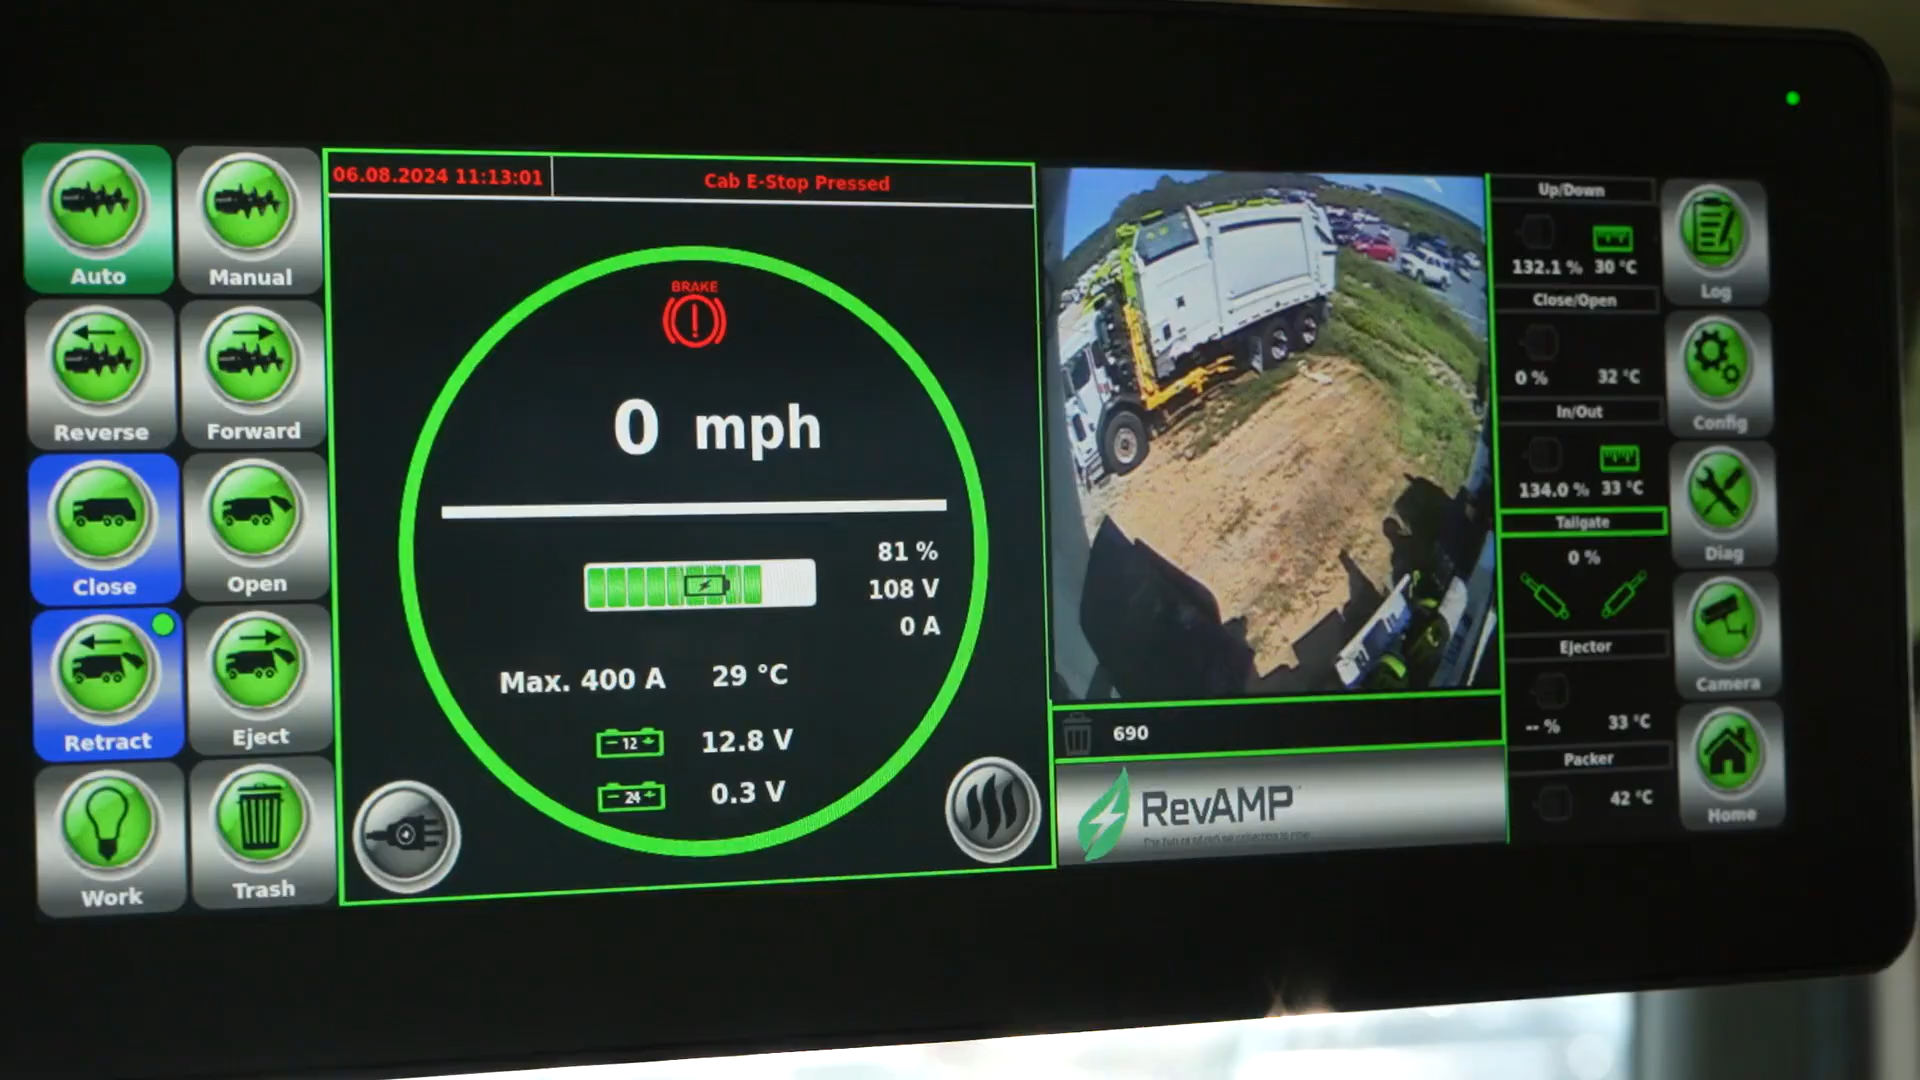 Auto
Manual
Reverse
Forward
Close
Open
Retract
Eject
Work
Trash
06.08.2024 11:13:01
Cab E-Stop Pressed
BRAKE
0 mph
81 %
108 V
0 A
Max. 400 A 29 °C
12 12.8 V
24 0.3 V
690
RevAMP
Up/Down
132.1 % 30 °C
Close/Open
0 % 32 °C
In/Out
134.0 % 33 °C
Tailgate
0 %
Ejector
-- % 33 °C
Packer
42 °C
Log
Config
Diag
Camera
Home